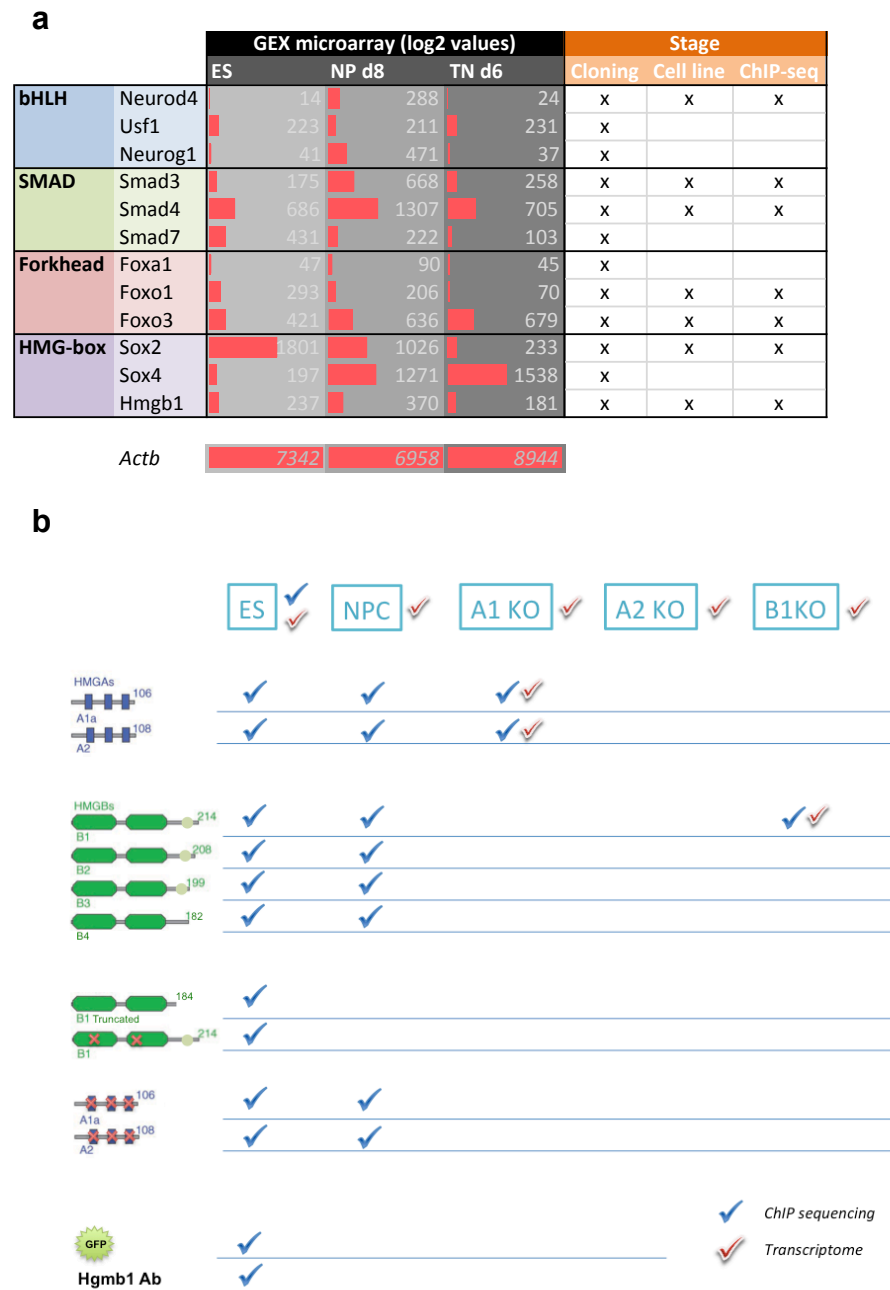 a
GEX microarray (log2 values) Stage
ES NP d8 TN d6 Cloning Cell line ChIP-seq
bHLH Neurod4 14 288 24 x x x
Usf1 223 211 231 x
Neurog1 41 471 37 x
SMAD Smad3 175 668 258 x x x
Smad4 686 1307 705 x x x
Smad7 431 222 103 x
Forkhead Foxa1 47 90 45 x
Foxo1 293 206 70 x x x
Foxo3 421 636 679 x x x
HMG-box Sox2 1801 1026 233 x x x
Sox4 197 1271 1538 x
Hmgb1 237 370 181 x x x
Actb 7342 6958 8944
b
ES NPC A1 KO A2 KO B1KO
HMGAs
106
A1a
108
A2
HMGBs
214
B1
208
B2
199
B3
182
B4
184
B1 Truncated
214
B1
106
A1a
108
A2
ChIP sequencing
GFP
Transcriptome
Hgmb1 Ab